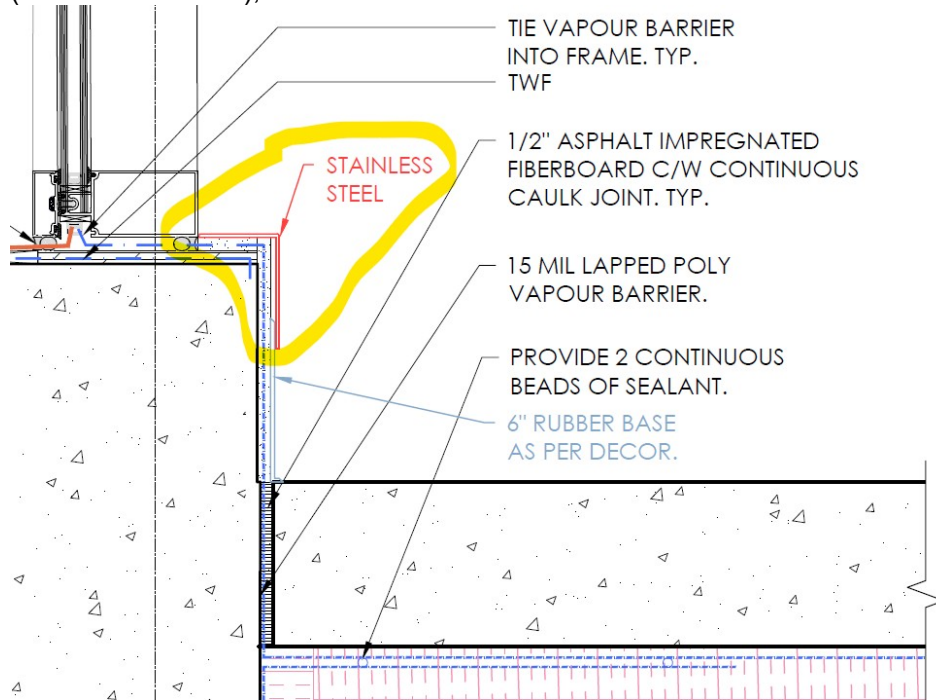 TIE VAPOUR BARRIER
INTO FRAME. TYP.
TWF
1/2" ASPHALT IMPREGNATED
FIBERBOARD C/W CONTINUOUS
CAULK JOINT. TYP.
STAINLESS
STEEL
15 MIL LAPPED POLY
VAPOUR BARRIER.
PROVIDE 2 CONTINUOUS
BEADS OF SEALANT.
6" RUBBER BASE
AS PER DECOR.